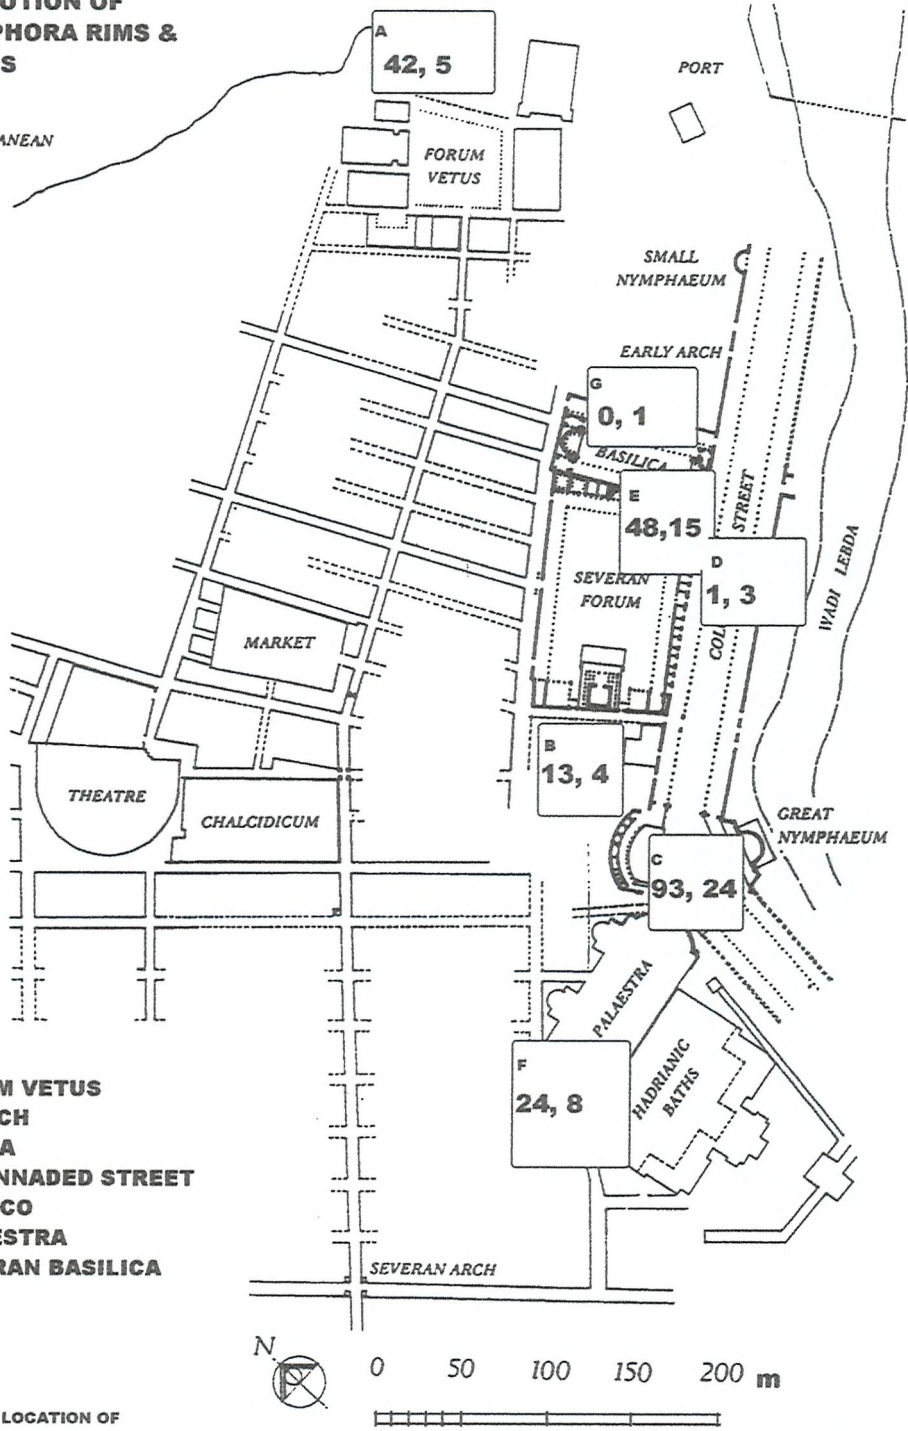 UTION OF
PHORA RIMS &
S
A
42, 5
PORT
ANEAN
FORUM
VETUS
SMALL
NYMPHAEUM
EARLY ARCH
G
0, 1
BASILICA
E
48,15
STREET
D
1, 3
COL
WADI LEBDA
SEVERAN
FORUM
MARKET
B
13, 4
THEATRE
CHALCIDICUM
GREAT
NYMPHAEUM
C
93, 24
PALAESTRA
HADRIANIC
BATHS
F
24, 8
M VETUS
CH
A
NNADED STREET
CO
ESTRA
RAN BASILICA
SEVERAN ARCH
N
0 50 100 150 200 m
LOCATION OF